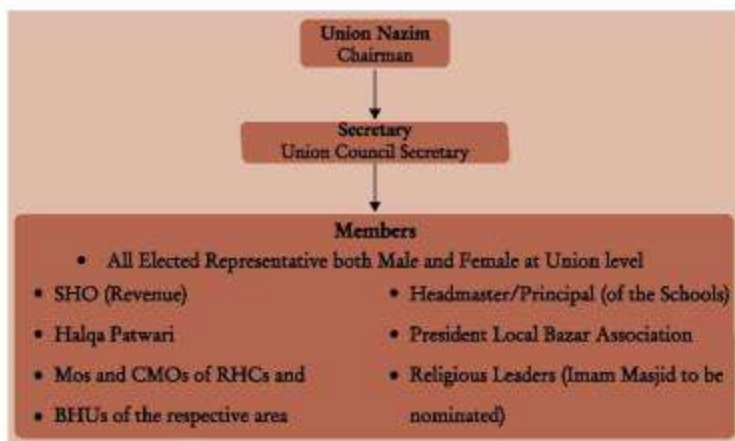 Union Nazim
Chairman
Secretary
Union Council Secretary
Members
• All Elected Representative both Male and Female at Union level
• SHO (Revenue)
• Halqa Patwari
• Mos and CMOs of RHCs and
• BHUs of the respective area
• Headmaster/Principal (of the Schools)
• President Local Bazar Association
• Religious Leaders (Imam Masjid to be
nominated)